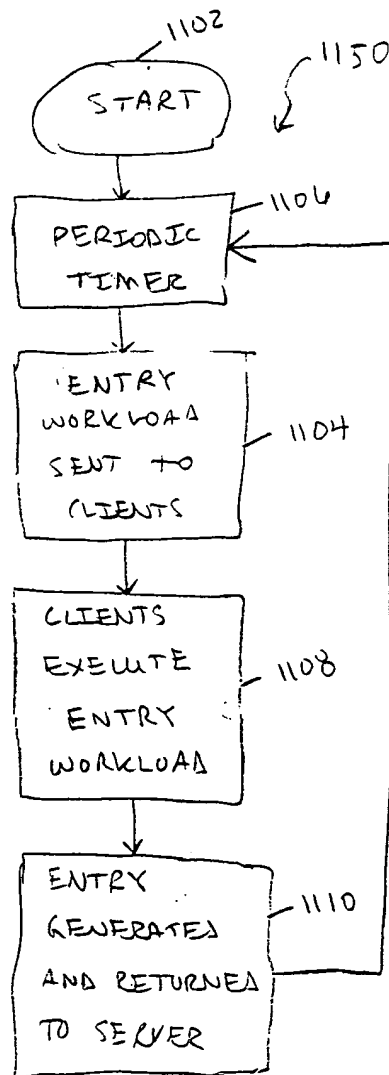 1102
START
1150
1106
PERIODIC
TIMER
ENTRY
WORKLOAD
SENT TO
CLIENTS
1104
CLIENTS
EXECUTE
ENTRY
WORKLOAD
1108
ENTRY
GENERATED
AND RETURNED
TO SERVER
1110